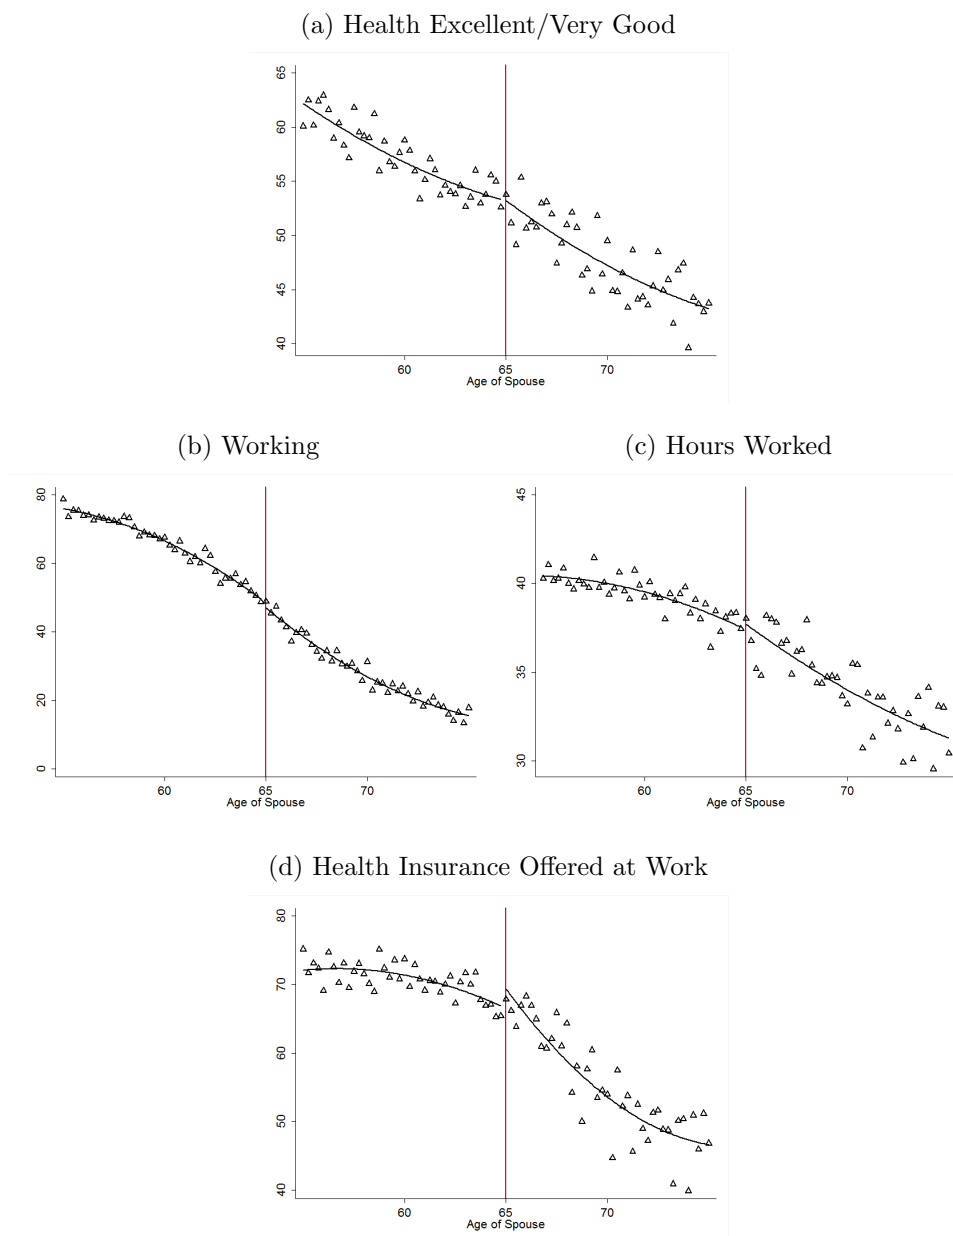 (a) Health Excellent/Very Good
65
60
55
50
45
40
60 65 70
Age of Spouse
(b) Working
80
60
40
20
0
60 65 70
Age of Spouse
(c) Hours Worked
45
40
35
30
60 65 70
Age of Spouse
(d) Health Insurance Offered at Work
80
70
60
50
40
60 65 70
Age of Spouse